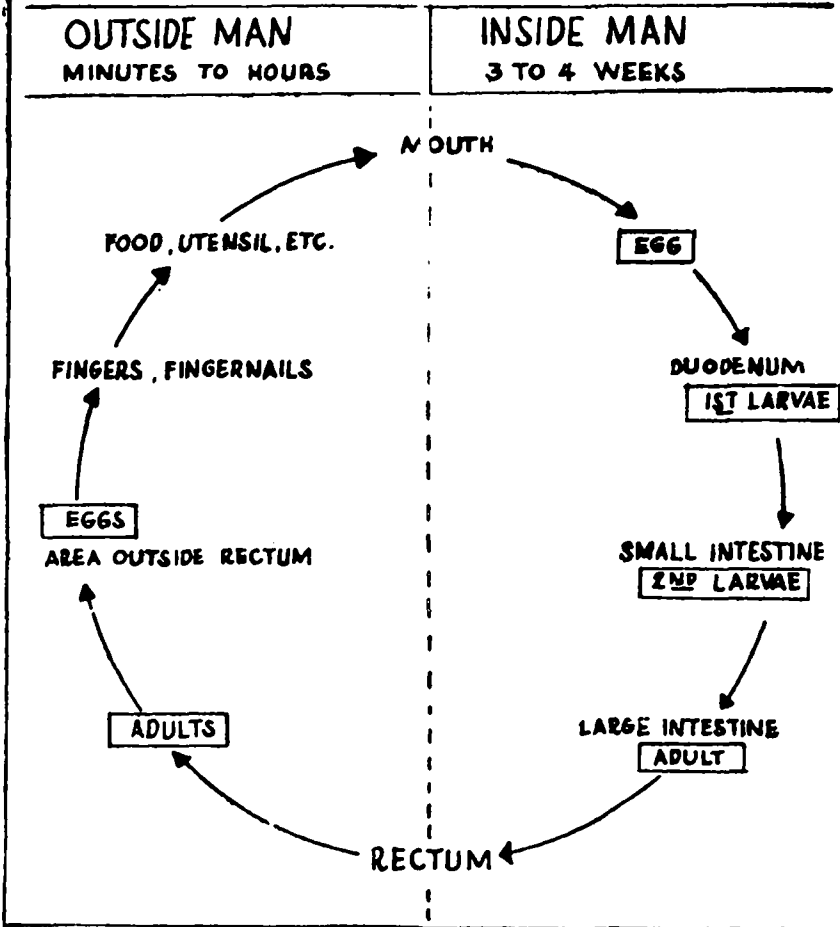 OUTSIDE MAN
MINUTES TO HOURS
INSIDE MAN
3 TO 4 WEEKS
MOUTH
EGG
DUODENUM
1ST LARVAE
SMALL INTESTINE
2ND LARVAE
LARGE INTESTINE
ADULT
RECTUM
ADULTS
EGGS
AREA OUTSIDE RECTUM
FINGERS, FINGERNAILS
FOOD, UTENSIL, ETC.